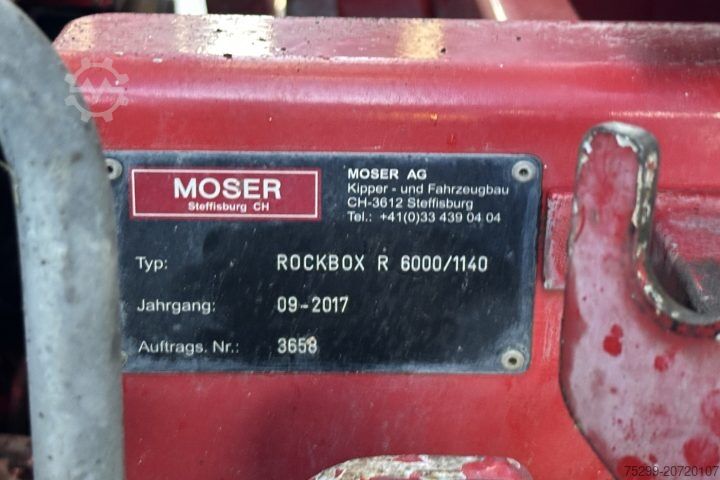 MOSER
Steffisburg CH
MOSER AG
Kipper - und Fahrzeugbau
CH-3612 Steffisburg
Tel.: +41(0)33 439 04 04
Typ: ROCKBOX R 6000/1140
Jahrgang: 09-2017
Auftrags. Nr.: 3658
75299-20720107